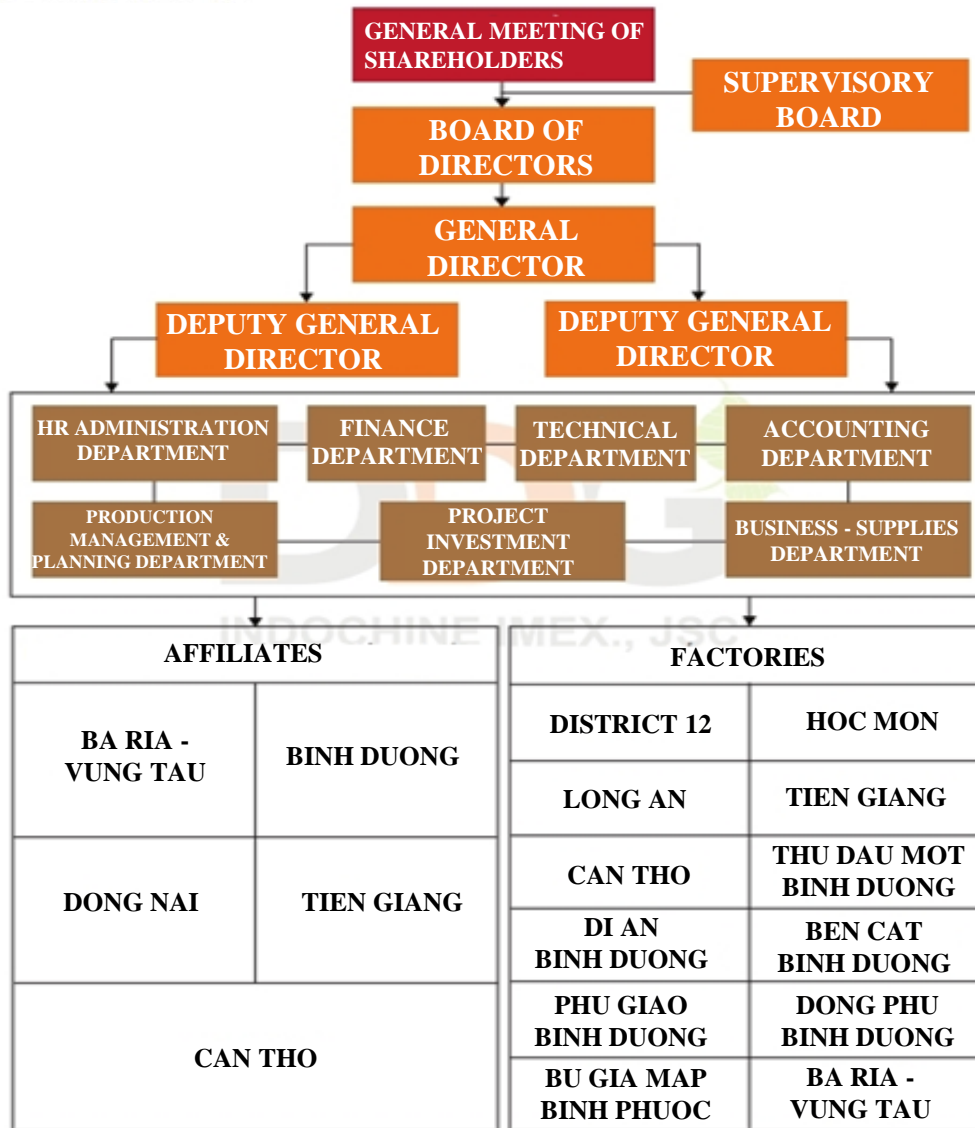 GENERAL MEETING OF
SHAREHOLDERS
SUPERVISORY
BOARD
BOARD OF
DIRECTORS
GENERAL
DIRECTOR
DEPUTY GENERAL
DIRECTOR
DEPUTY GENERAL
DIRECTOR
HR ADMINISTRATION
DEPARTMENT
FINANCE
DEPARTMENT
TECHNICAL
DEPARTMENT
ACCOUNTING
DEPARTMENT
PRODUCTION
MANAGEMENT &
PLANNING DEPARTMENT
PROJECT
INVESTMENT
DEPARTMENT
BUSINESS - SUPPLIES
DEPARTMENT
INDOCHINE IMEX., JSC
AFFILIATES
BA RIA -
VUNG TAU
BINH DUONG
DONG NAI
TIEN GIANG
CAN THO
FACTORIES
DISTRICT 12
HOC MON
LONG AN
TIEN GIANG
CAN THO
THU DAU MOT
BINH DUONG
DI AN
BINH DUONG
BEN CAT
BINH DUONG
PHU GIAO
BINH DUONG
DONG PHU
BINH DUONG
BU GIA MAP
BINH PHUOC
BA RIA -
VUNG TAU